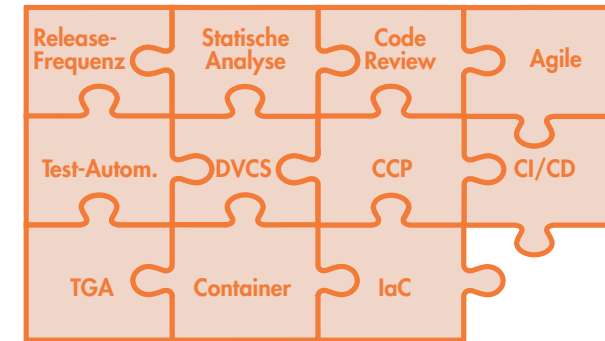 Release-
Frequenz
Statische
Analyse
Code
Review
Agile
Test-Autom.
DVCS
CCP
CI/CD
TGA
Container
IaC